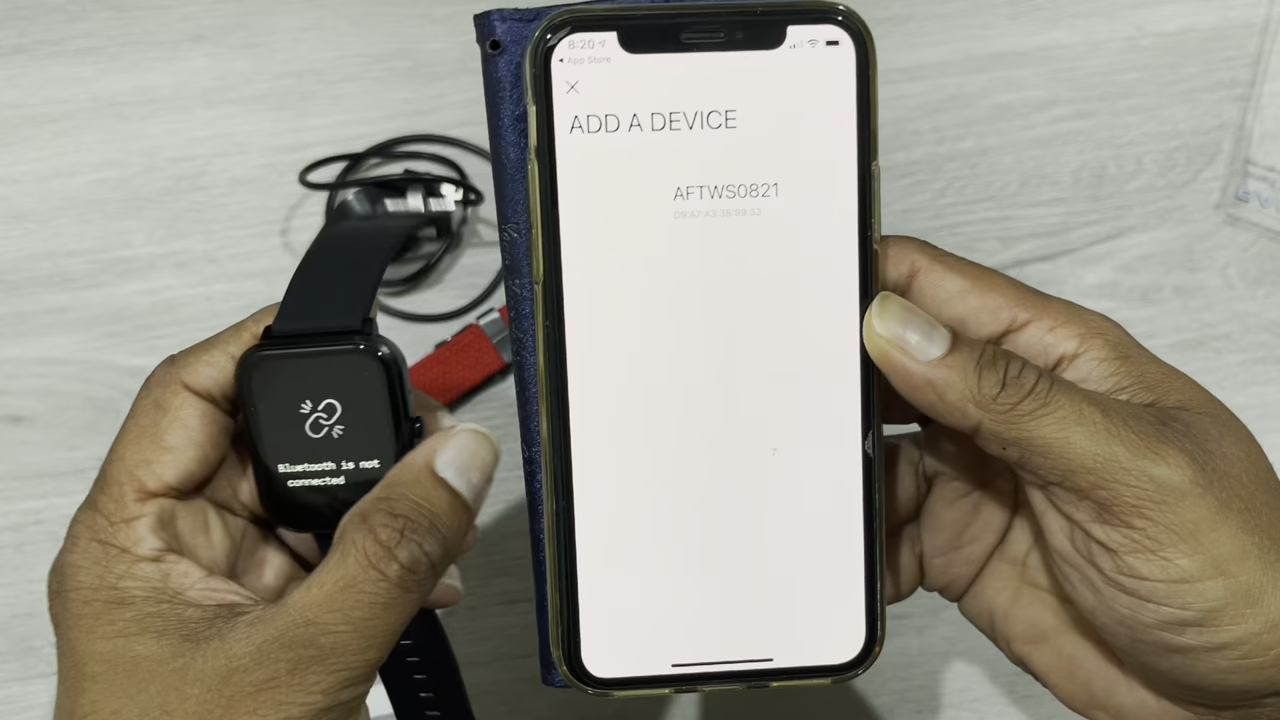 8:20
App Store
ADD A DEVICE
AFTWS0821
Bluetooth is not
connected